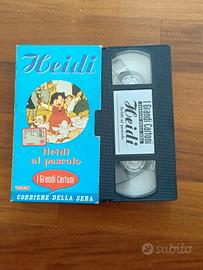 Heidi
Heidi
al pascolo
I Grandi Cartoni
CORRIERE DELLA SERA
I Grandi Cartoni
Heidi
Heidi al pascolo
subito